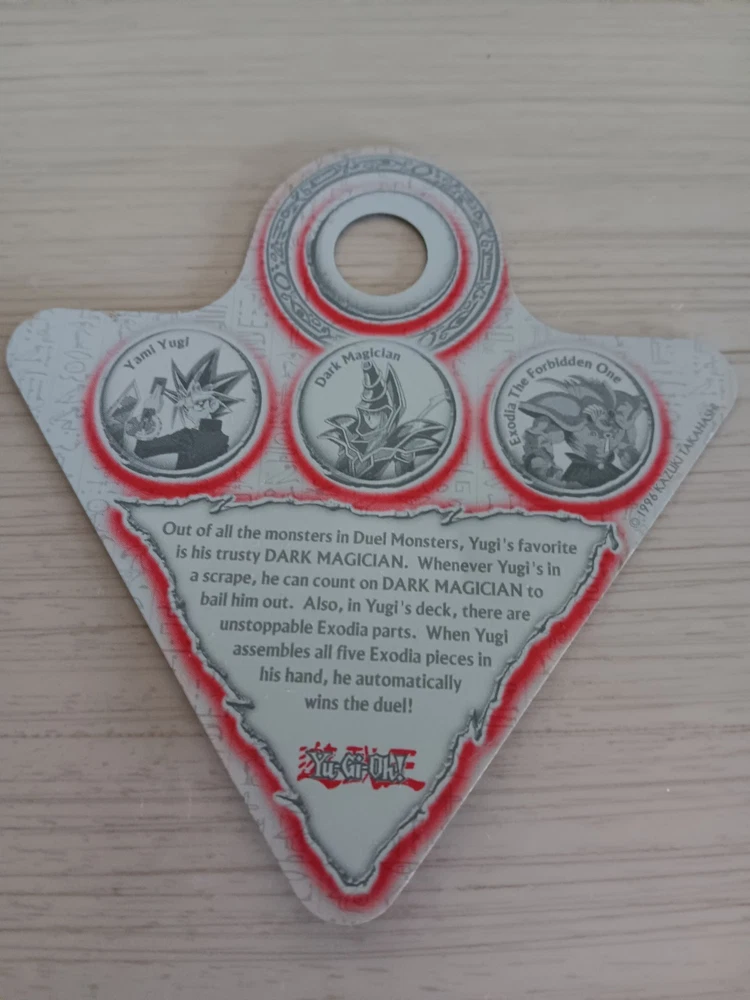 Yami Yugi
Dark Magician
Exodia The Forbidden One
© 1996 KAZUKI TAKAHASHI
Out of all the monsters in Duel Monsters, Yugi's favorite
is his trusty DARK MAGICIAN. Whenever Yugi's in
a scrape, he can count on DARK MAGICIAN to
bail him out. Also, in Yugi's deck, there are
unstoppable Exodia parts. When Yugi
assembles all five Exodia pieces in
his hand, he automatically
wins the duel!
Yu-Gi-Oh!